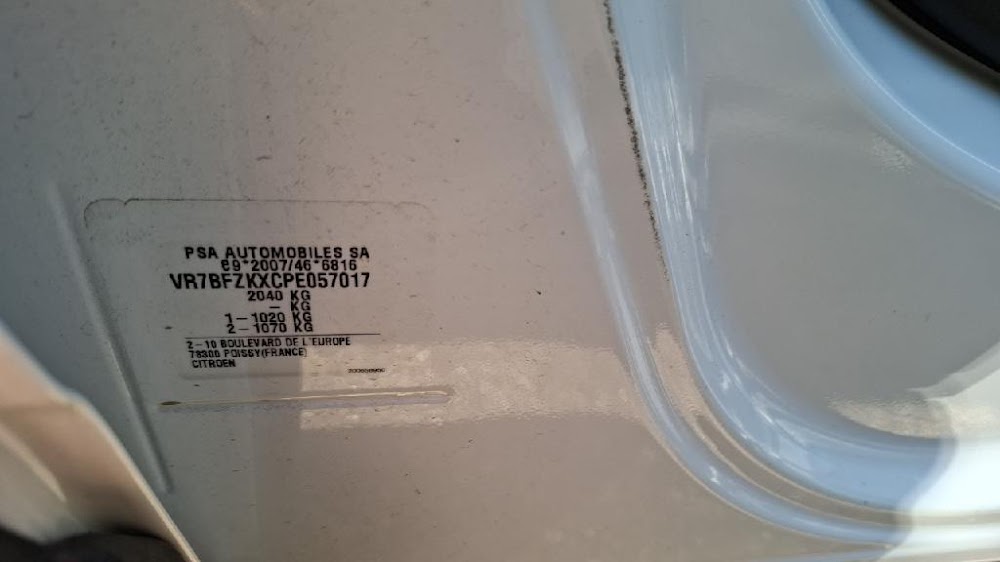 PSA AUTOMOBILES SA
e9*2007/46*6816
VR7BFZKXCPE057017
2040 KG
— KG
1 — 1020 KG
2 — 1070 KG
2 — 10 BOULEVARD DE L'EUROPE
78300 POISSY(FRANCE)
CITROEN